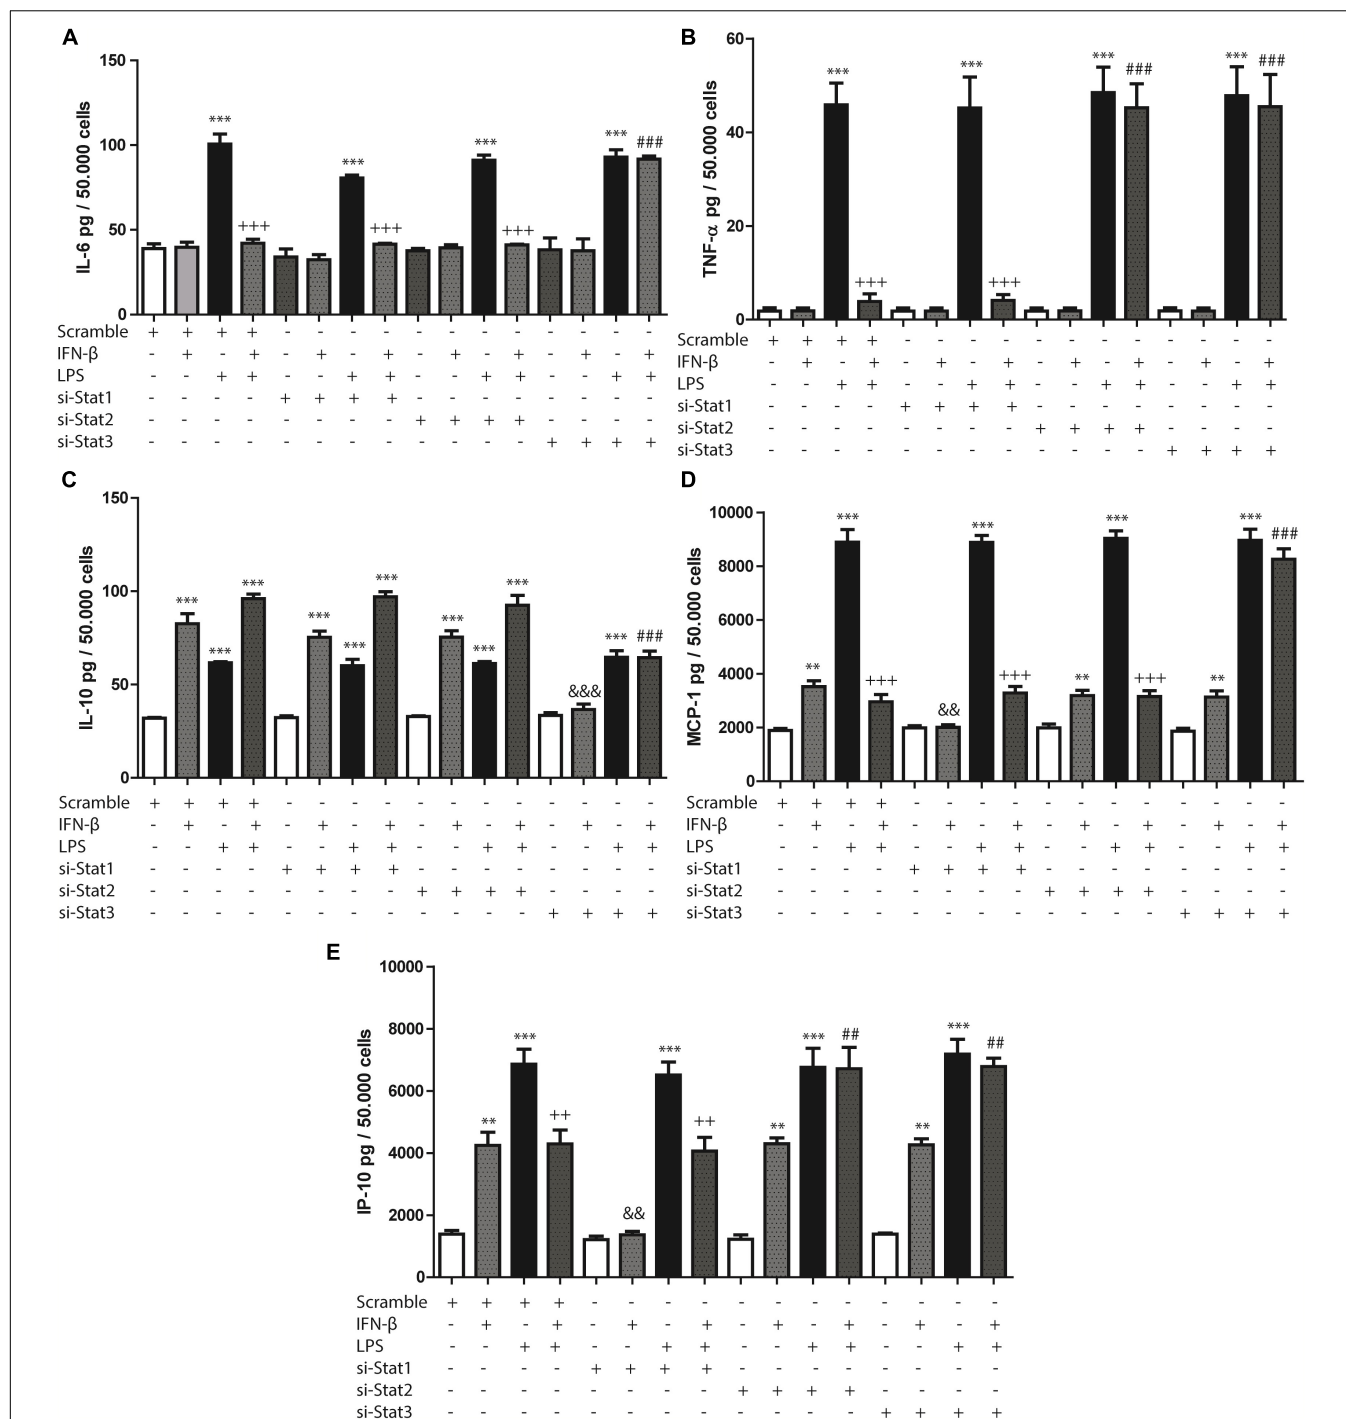 A
IL-6 pg / 50.000 cells
150
100
50
0
*** +++ *** +++ *** +++ *** ###
Scramble + + + + - - - - - - - - - - - -
IFN-β - + - + - + - + - + - + - + - +
LPS - - + + - - + + - - + + - - + +
si-Stat1 - - - - + + + + - - - - - - - -
si-Stat2 - - - - - - - - + + + + - - - -
si-Stat3 - - - - - - - - - - - - + + + +
B
TNF-α pg / 50.000 cells
60
40
20
0
*** +++ *** +++ *** ### *** ###
Scramble + + + + - - - - - - - - - - - -
IFN-β - + - + - + - + - + - + - + - +
LPS - - + + - - + + - - + + - - + +
si-Stat1 - - - - + + + + - - - - - - - -
si-Stat2 - - - - - - - - + + + + - - - -
si-Stat3 - - - - - - - - - - - - + + + +
C
IL-10 pg / 50.000 cells
150
100
50
0
*** *** *** *** *** *** *** *** *** &&& *** ###
Scramble + + + + - - - - - - - - - - - -
IFN-β - + - + - + - + - + - + - + - +
LPS - - + + - - + + - - + + - - + +
si-Stat1 - - - - + + + + - - - - - - - -
si-Stat2 - - - - - - - - + + + + - - - -
si-Stat3 - - - - - - - - - - - - + + + +
D
MCP-1 pg / 50.000 cells
10000
8000
6000
4000
2000
0
** *** +++ && *** +++ ** *** +++ ** *** ###
Scramble + + + + - - - - - - - - - - - -
IFN-β - + - + - + - + - + - + - + - +
LPS - - + + - - + + - - + + - - + +
si-Stat1 - - - - + + + + - - - - - - - -
si-Stat2 - - - - - - - - + + + + - - - -
si-Stat3 - - - - - - - - - - - - + + + +
E
IP-10 pg / 50.000 cells
10000
8000
6000
4000
2000
0
** *** ++ && *** ++ ** *** ## ** *** ##
Scramble + + + + - - - - - - - - - - - -
IFN-β - + - + - + - + - + - + - + - +
LPS - - + + - - + + - - + + - - + +
si-Stat1 - - - - + + + + - - - - - - - -
si-Stat2 - - - - - - - - + + + + - - - -
si-Stat3 - - - - - - - - - - - - + + + +